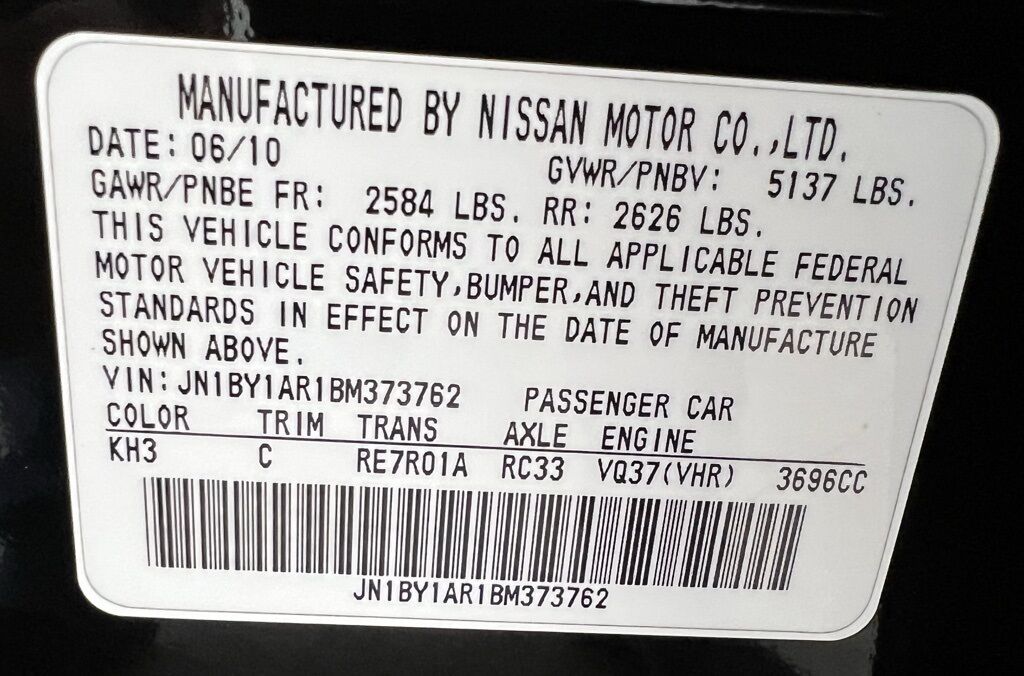 MANUFACTURED BY NISSAN MOTOR CO.,LTD.
DATE: 06/10 GVWR/PNBV: 5137 LBS.
GAWR/PNBE FR: 2584 LBS. RR: 2626 LBS.
THIS VEHICLE CONFORMS TO ALL APPLICABLE FEDERAL
MOTOR VEHICLE SAFETY,BUMPER,AND THEFT PREVENTION
STANDARDS IN EFFECT ON THE DATE OF MANUFACTURE
SHOWN ABOVE.
VIN: JN1BY1AR1BM373762 PASSENGER CAR
COLOR TRIM TRANS AXLE ENGINE
KH3 C RE7R01A RC33 VQ37(VHR) 3696CC
JN1BY1AR1BM373762